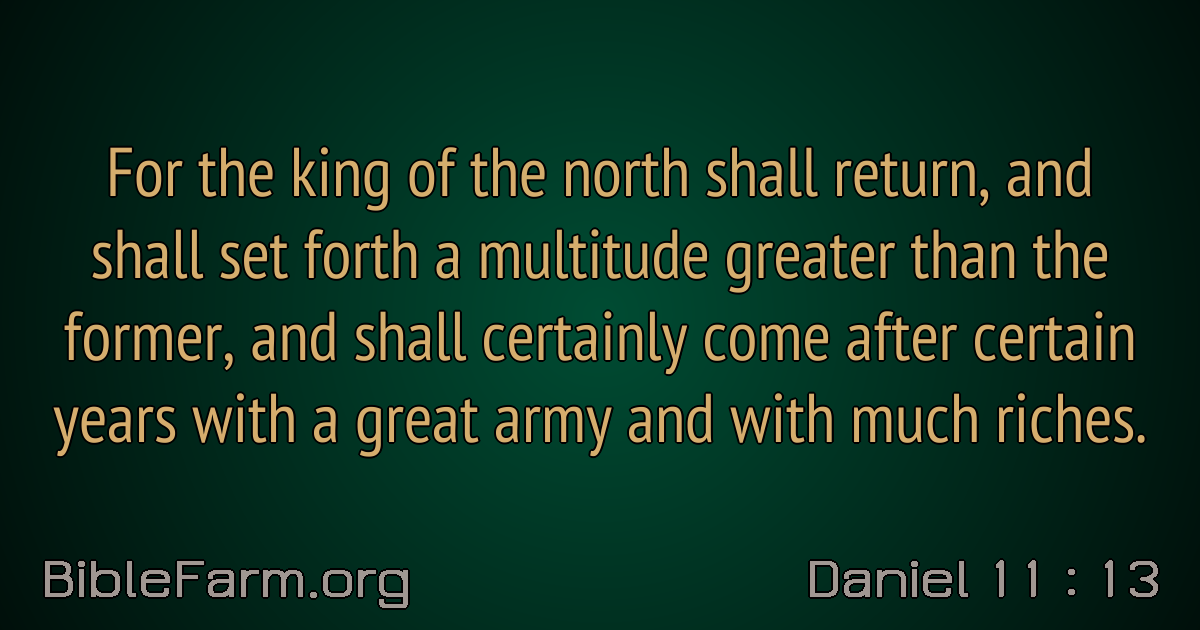 For the king of the north shall return, and
shall set forth a multitude greater than the
former, and shall certainly come after certain
years with a great army and with much riches.
BibleFarm.org
Daniel 11 : 13